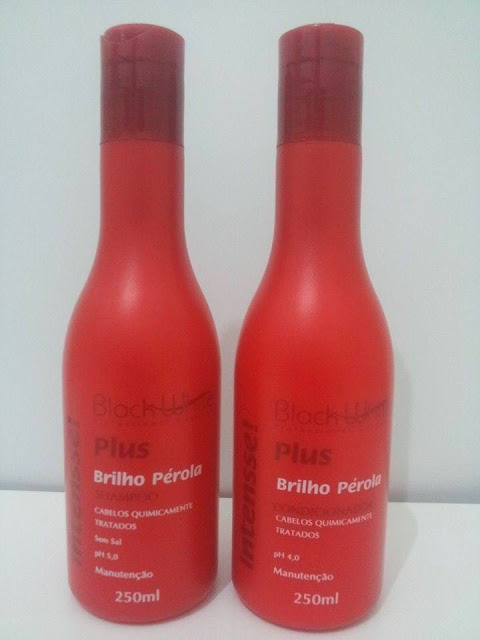 Intensse!
Black White
Plus
Brilho Pérola
SHAMPOO
CABELOS QUIMICAMENTE
TRATADOS
Sem Sal
pH 5,0
Manutenção
250ml
Intensse!
Black White
Plus
Brilho Pérola
CONDICIONADOR
CABELOS QUIMICAMENTE
TRATADOS
pH 4,0
Manutenção
250ml